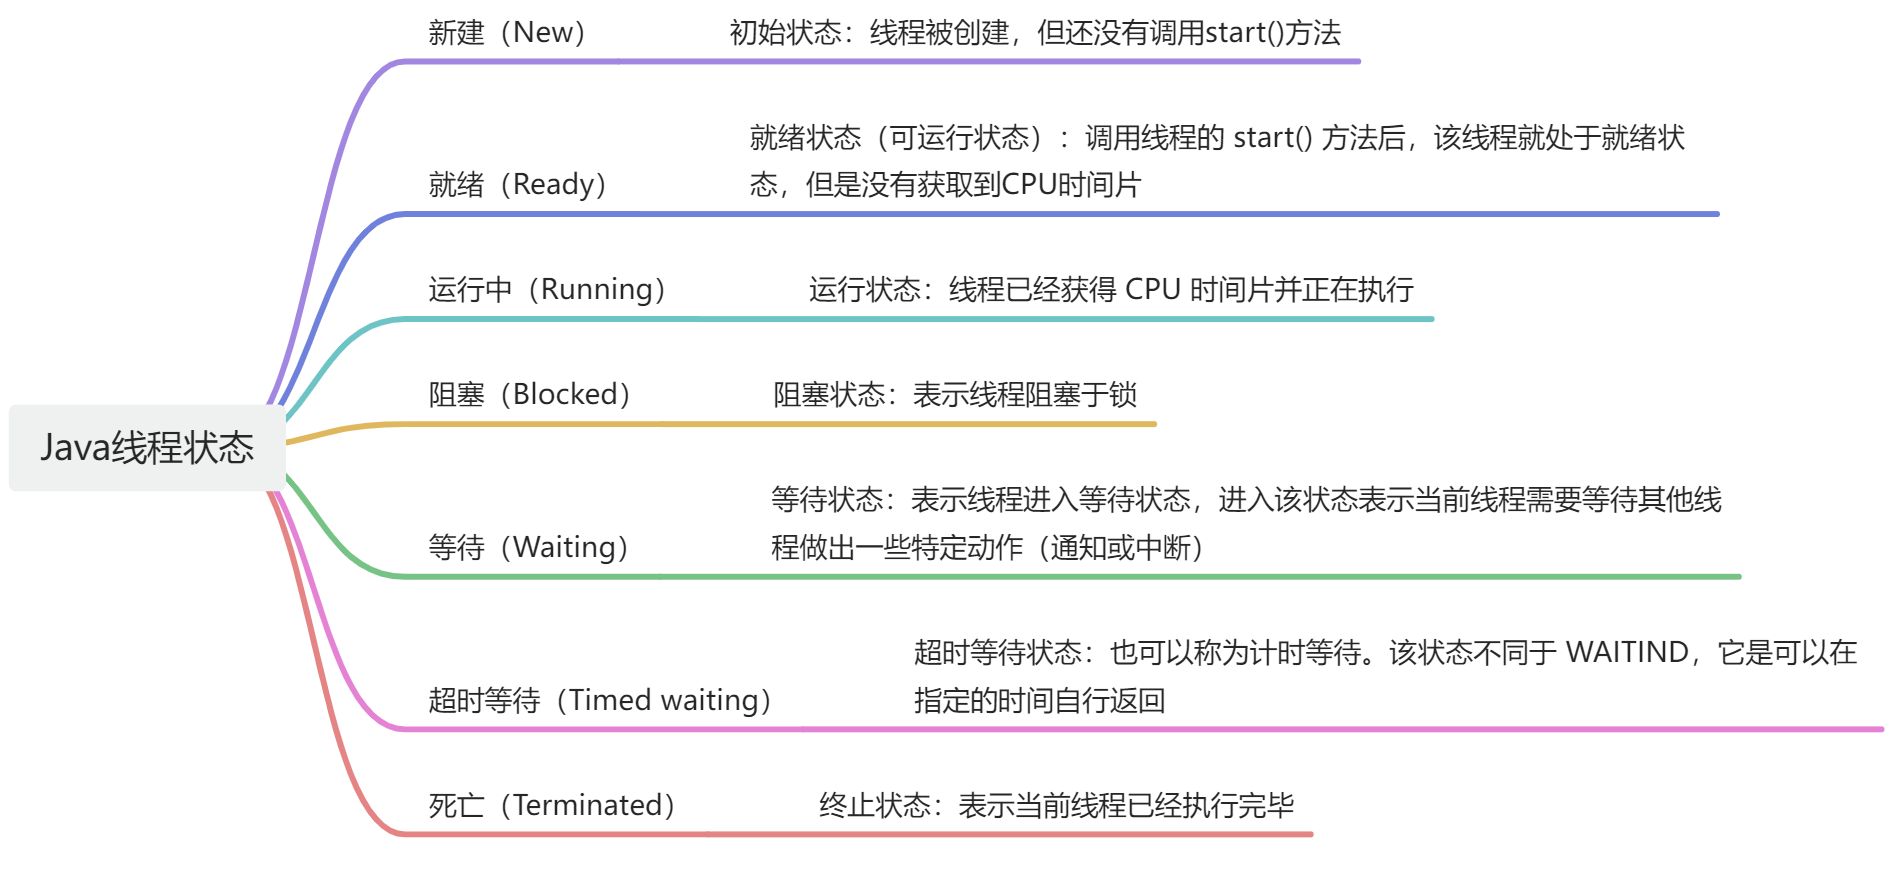 Java线程状态
新建（New）
初始状态：线程被创建，但还没有调用start()方法
就绪（Ready）
就绪状态（可运行状态）：调用线程的 start() 方法后，该线程就处于就绪状
态，但是没有获取到CPU时间片
运行中（Running）
运行状态：线程已经获得 CPU 时间片并正在执行
阻塞（Blocked）
阻塞状态：表示线程阻塞于锁
等待（Waiting）
等待状态：表示线程进入等待状态，进入该状态表示当前线程需要等待其他线
程做出一些特定动作（通知或中断）
超时等待（Timed waiting）
超时等待状态：也可以称为计时等待。该状态不同于 WAITIND，它是可以在
指定的时间自行返回
死亡（Terminated）
终止状态：表示当前线程已经执行完毕